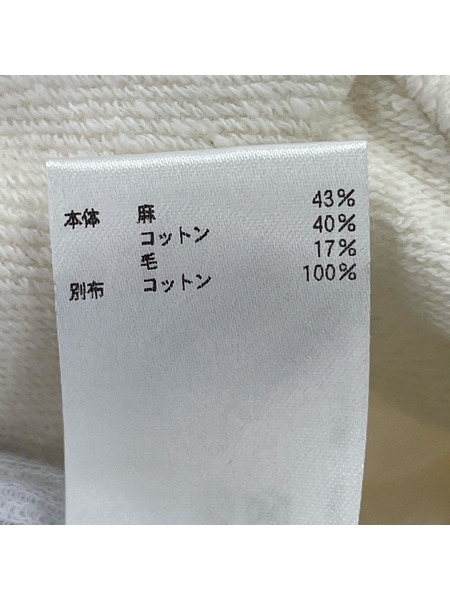 本体 麻 43%
コットン 40%
毛 17%
別布 コットン 100%